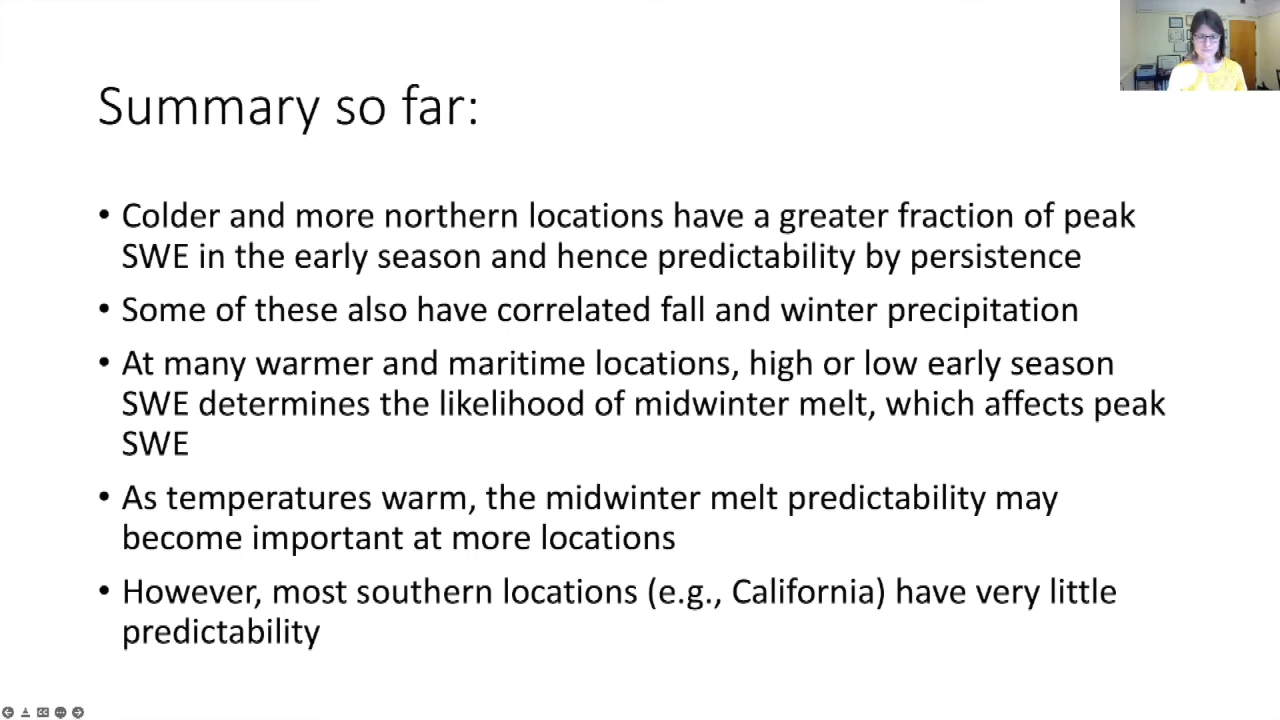 Summary so far:
• Colder and more northern locations have a greater fraction of peak
SWE in the early season and hence predictability by persistence
• Some of these also have correlated fall and winter precipitation
• At many warmer and maritime locations, high or low early season
SWE determines the likelihood of midwinter melt, which affects peak
SWE
• As temperatures warm, the midwinter melt predictability may
become important at more locations
• However, most southern locations (e.g., California) have very little
predictability